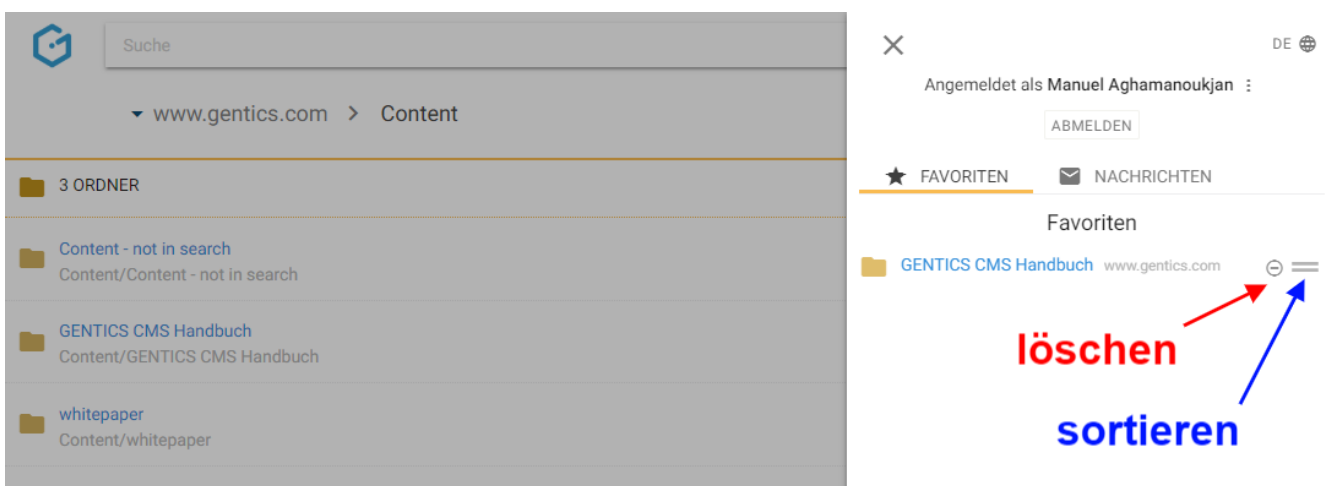 Suche
www.gentics.com > Content
3 ORDNER
Content - not in search
Content/Content - not in search
GENTICS CMS Handbuch
Content/GENTICS CMS Handbuch
whitepaper
Content/whitepaper
DE
Angemeldet als Manuel Aghamanoukjan
ABMELDEN
FAVORITEN NACHRICHTEN
Favoriten
GENTICS CMS Handbuch www.gentics.com
löschen
sortieren